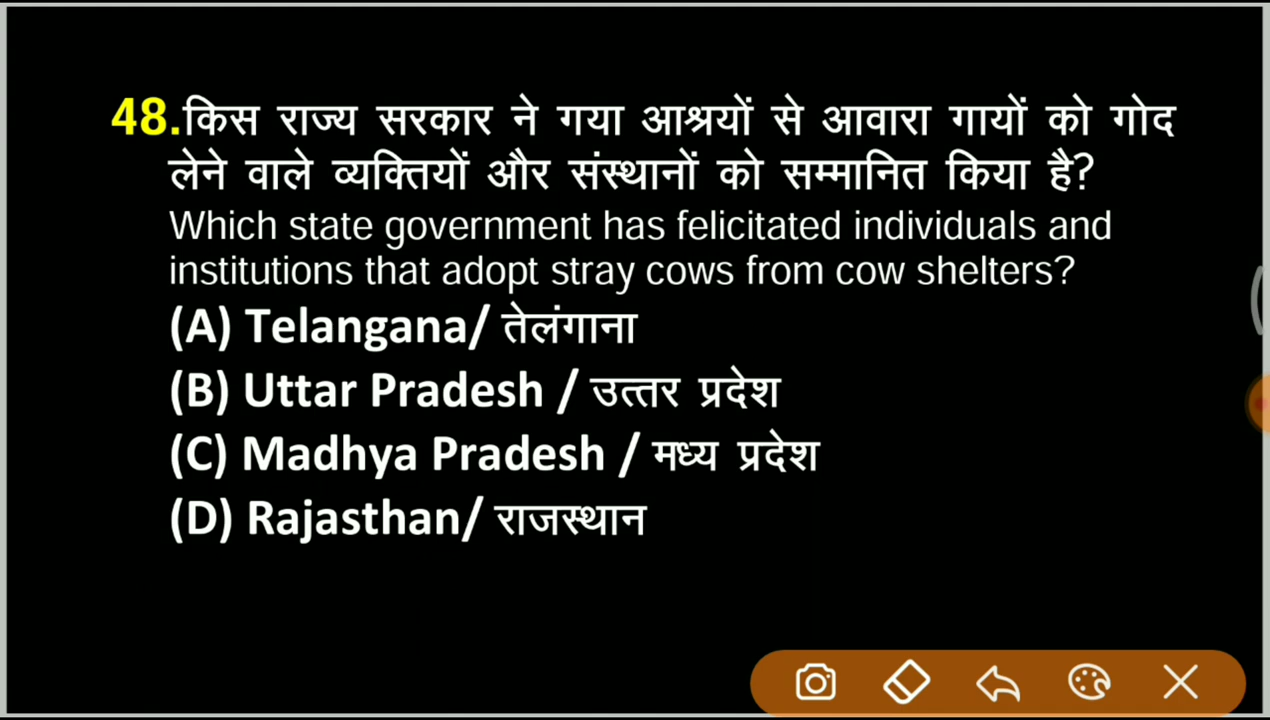 48.किस राज्य सरकार ने गया आश्रयों से आवारा गायों को गोद
लेने वाले व्यक्तियों और संस्थानों को सम्मानित किया है?
Which state government has felicitated individuals and
institutions that adopt stray cows from cow shelters?
(A) Telangana/ तेलंगाना
(B) Uttar Pradesh / उत्तर प्रदेश
(C) Madhya Pradesh / मध्य प्रदेश
(D) Rajasthan/ राजस्थान